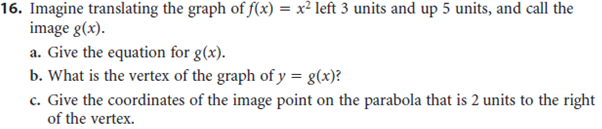 16. Imagine translating the graph of f(x) = x² left 3 units and up 5 units, and call the
image g(x).
a. Give the equation for g(x).
b. What is the vertex of the graph of y = g(x)?
c. Give the coordinates of the image point on the parabola that is 2 units to the right
of the vertex.